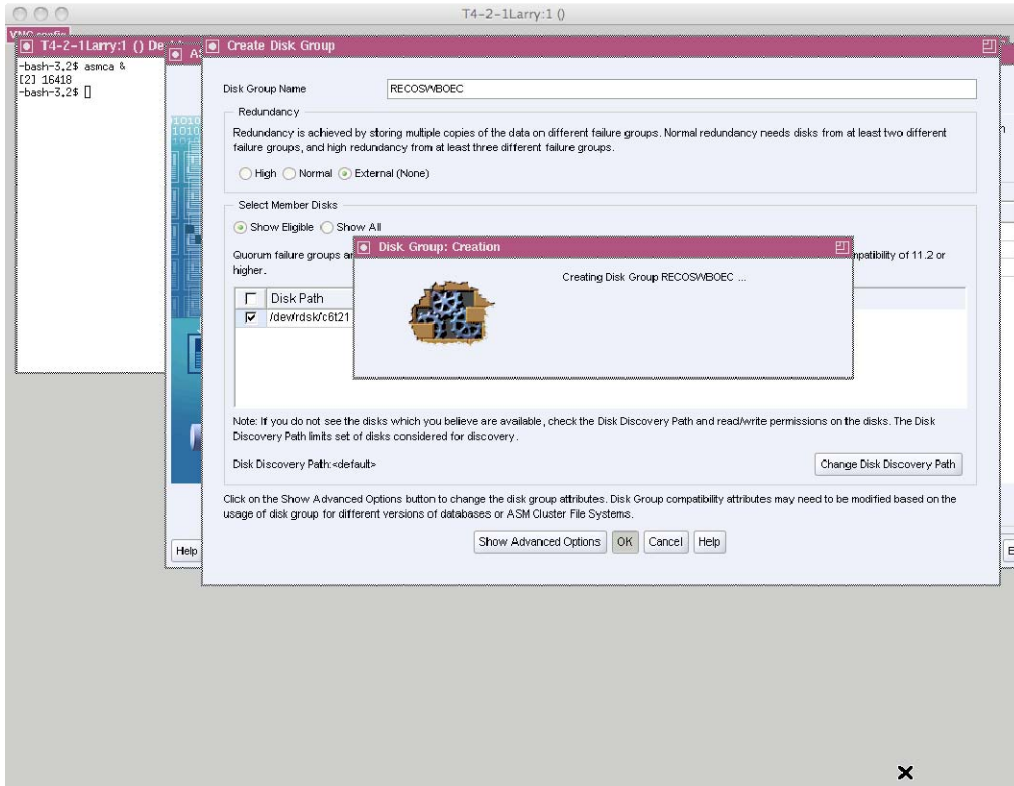 T4-2-1Larry:1 ()
VNC config
T4-2-1Larry:1 () De
-bash-3.2$ asmca &
[2] 16418
-bash-3.2$
Create Disk Group
Disk Group Name
RECOSWBOEC
Redundancy
Redundancy is achieved by storing multiple copies of the data on different failure groups. Normal redundancy needs disks from at least two different
failure groups, and high redundancy from at least three different failure groups.
High Normal External (None)
Select Member Disks
Show Eligible Show All
Quorum failure groups
npatibility of 11.2 or
higher.
Disk Path
/dev/rdsk/c6t21
Disk Group: Creation
Creating Disk Group RECOSWBOEC ...
Note: If you do not see the disks which you believe are available, check the Disk Discovery Path and read/write permissions on the disks. The Disk
Discovery Path limits set of disks considered for discovery.
Disk Discovery Path:<default>
Change Disk Discovery Path
Click on the Show Advanced Options button to change the disk group attributes. Disk Group compatibility attributes may need to be modified based on the
usage of disk group for different versions of databases or ASM Cluster File Systems.
Show Advanced Options OK Cancel Help
Help